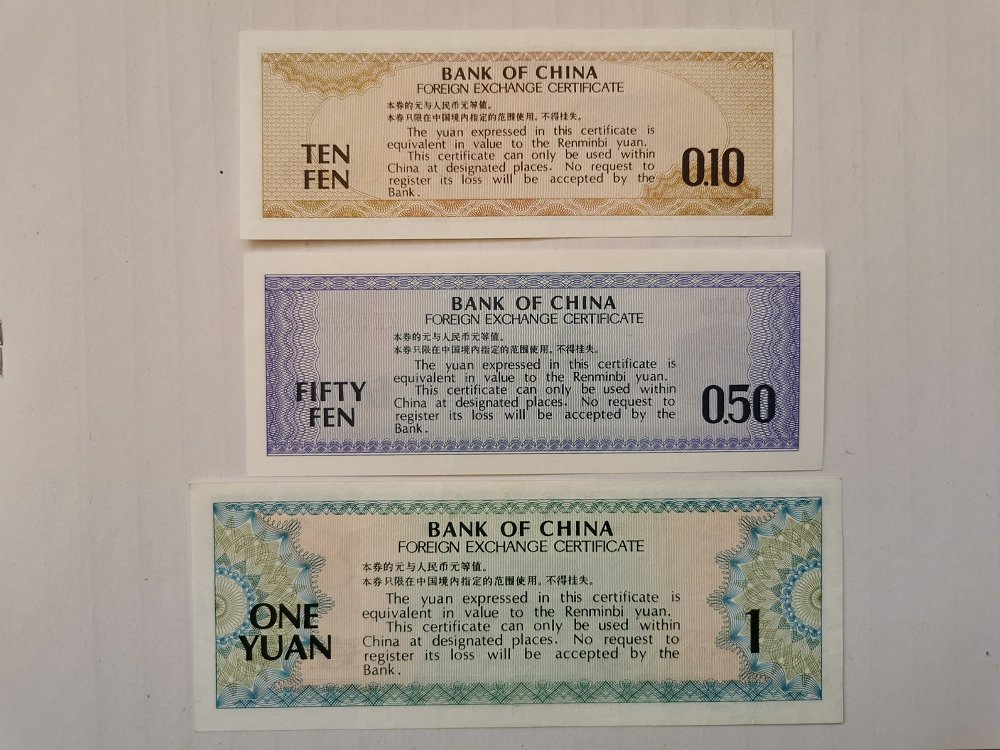 BANK OF CHINA
FOREIGN EXCHANGE CERTIFICATE
本券的元与人民币元等值。
本券只限在中国境内指定的范围使用。不得挂失。
The yuan expressed in this certificate is
equivalent in value to the Renminbi yuan.
This certificate can only be used within
China at designated places. No request to
register its loss will be accepted by the
Bank.
TEN
FEN
0.10
BANK OF CHINA
FOREIGN EXCHANGE CERTIFICATE
本券的元与人民币元等值。
本券只限在中国境内指定的范围使用。不得挂失。
The yuan expressed in this certificate is
equivalent in value to the Renminbi yuan.
This certificate can only be used within
China at designated places. No request to
register its loss will be accepted by the
Bank.
FIFTY
FEN
0.50
BANK OF CHINA
FOREIGN EXCHANGE CERTIFICATE
本券的元与人民币元等值。
本券只限在中国境内指定的范围使用。不得挂失。
The yuan expressed in this certificate is
equivalent in value to the Renminbi yuan.
This certificate can only be used within
China at designated places. No request to
register its loss will be accepted by the
Bank.
ONE
YUAN
1